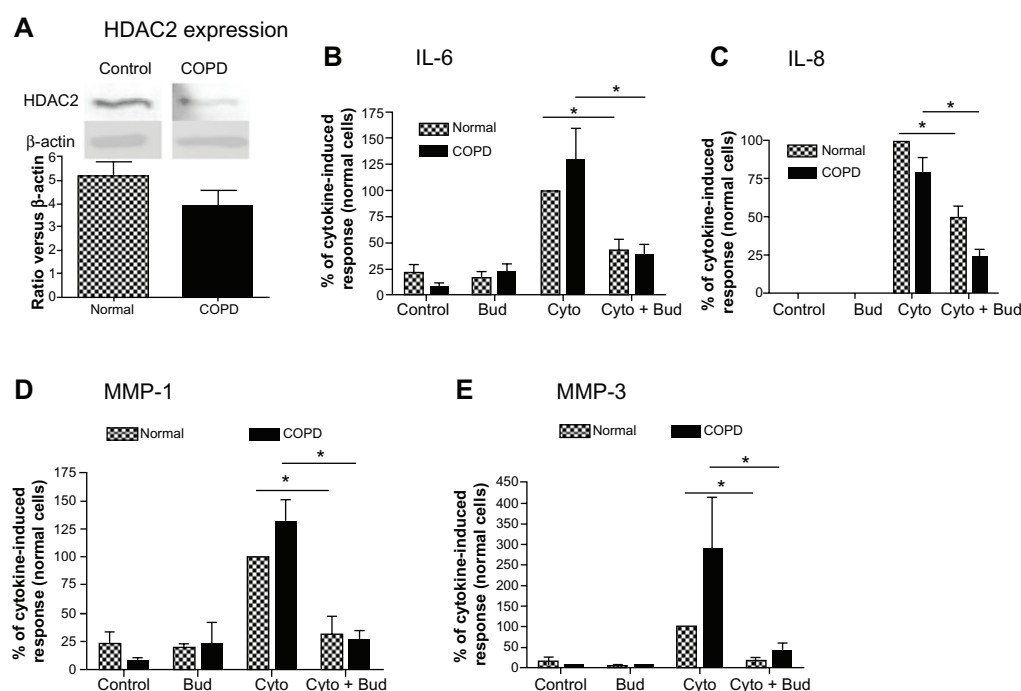 A HDAC2 expression
Control COPD
HDAC2
β-actin
Ratio versus β-actin
6
5
4
3
2
1
0
Normal COPD
B IL-6
% of cytokine-induced
response (normal cells)
175
150
125
100
75
50
25
0
Normal
COPD
* *
Control Bud Cyto Cyto + Bud
C IL-8
% of cytokine-induced
response (normal cells)
100
75
50
25
0
Normal
COPD
* *
Control Bud Cyto Cyto + Bud
D MMP-1
Normal COPD
% of cytokine-induced
response (normal cells)
175
150
125
100
75
50
25
0
* *
Control Bud Cyto Cyto + Bud
E MMP-3
Normal COPD
% of cytokine-induced
response (normal cells)
450
400
350
300
250
200
150
100
50
0
* *
Control Bud Cyto Cyto + Bud